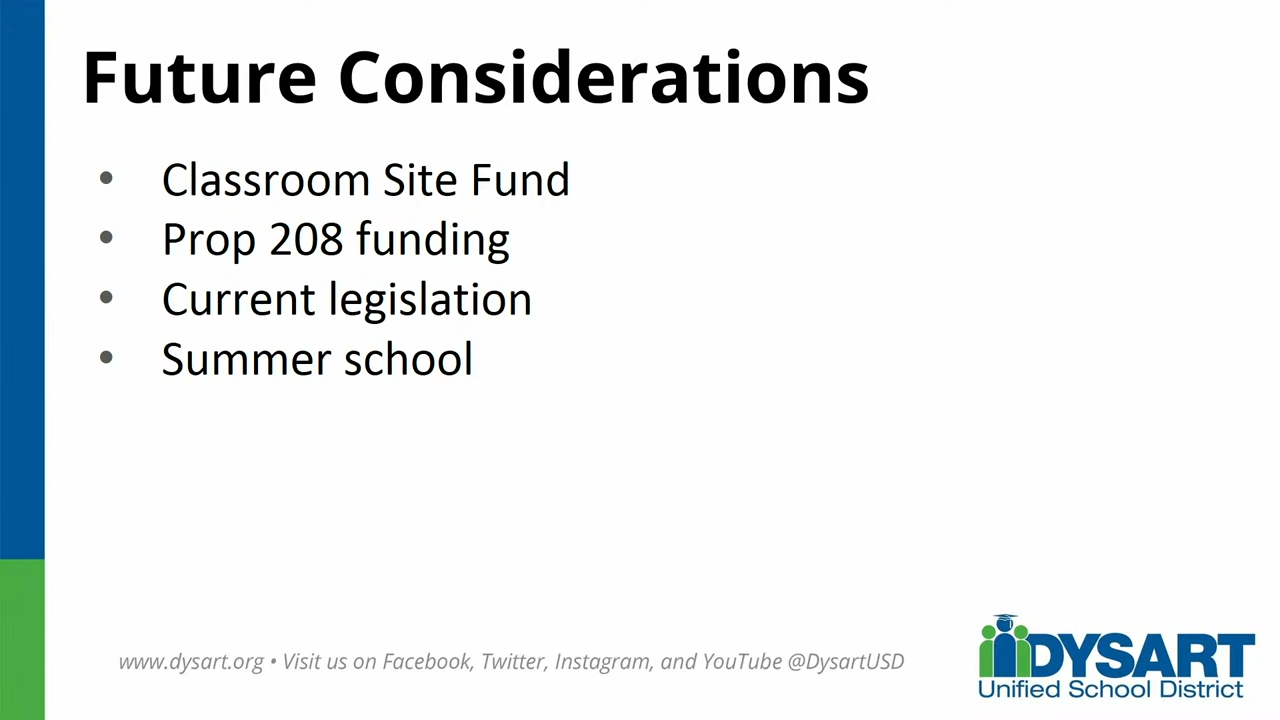 Future Considerations
• Classroom Site Fund
• Prop 208 funding
• Current legislation
• Summer school
www.dysart.org • Visit us on Facebook, Twitter, Instagram, and YouTube @DysartUSD
DYSART
Unified School District